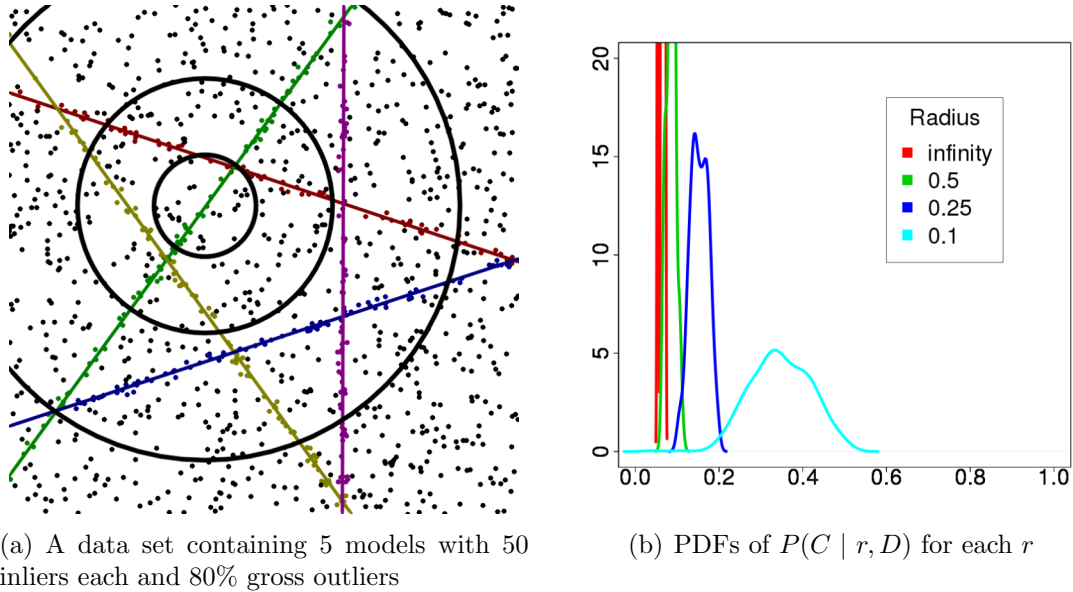 20
15
10
5
0
Radius
infinity
0.5
0.25
0.1
0.0 0.2 0.4 0.6 0.8 1.0
(a) A data set containing 5 models with 50
inliers each and 80% gross outliers
(b) PDFs of P(C | r, D) for each r